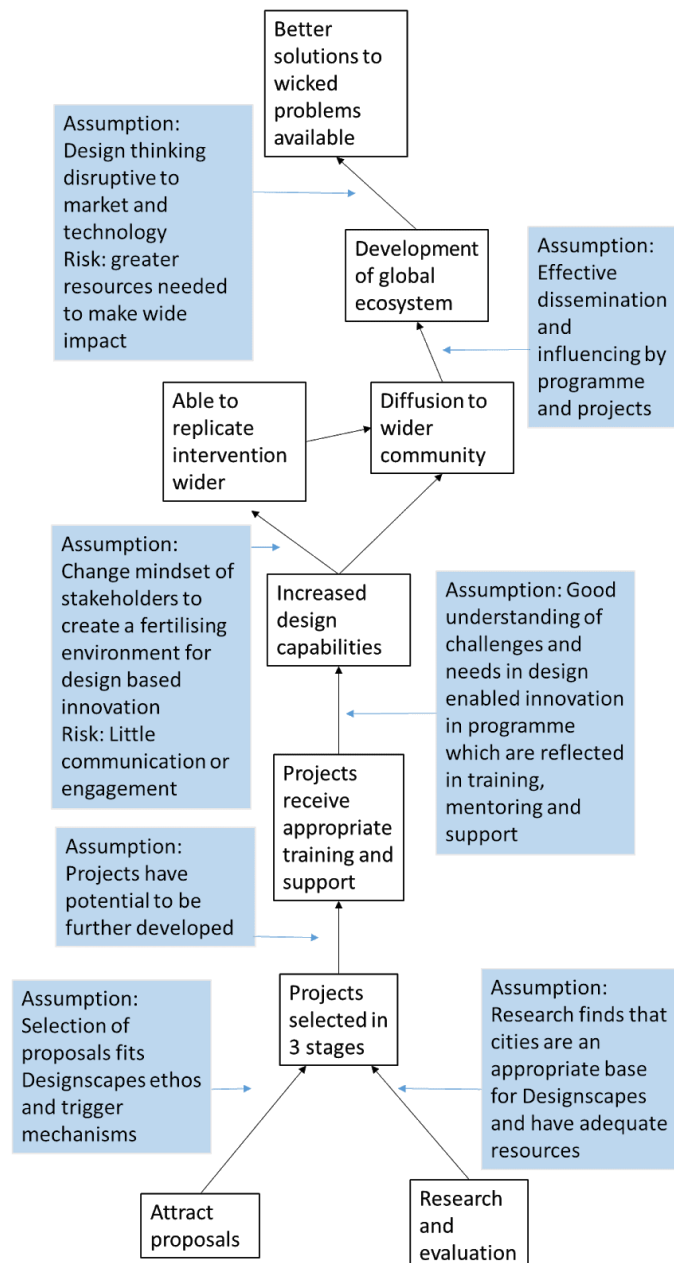 Better
solutions to
wicked
problems
available
Assumption:
Design thinking
disruptive to
market and
technology
Risk: greater
resources needed
to make wide
impact
Development
of global
ecosystem
Assumption:
Effective
dissemination
and
influencing by
programme
and projects
Able to
replicate
intervention
wider
Diffusion to
wider
community
Assumption:
Change mindset of
stakeholders to
create a fertilising
environment for
design based
innovation
Risk: Little
communication or
engagement
Increased
design
capabilities
Assumption: Good
understanding of
challenges and
needs in design
enabled innovation
in programme
which are reflected
in training,
mentoring and
support
Projects
receive
appropriate
training and
support
Assumption:
Projects have
potential to be
further developed
Projects
selected in
3 stages
Assumption:
Selection of
proposals fits
Designscapes ethos
and trigger
mechanisms
Assumption:
Research finds that
cities are an
appropriate base
for Designscapes
and have adequate
resources
Attract
proposals
Research
and
evaluation